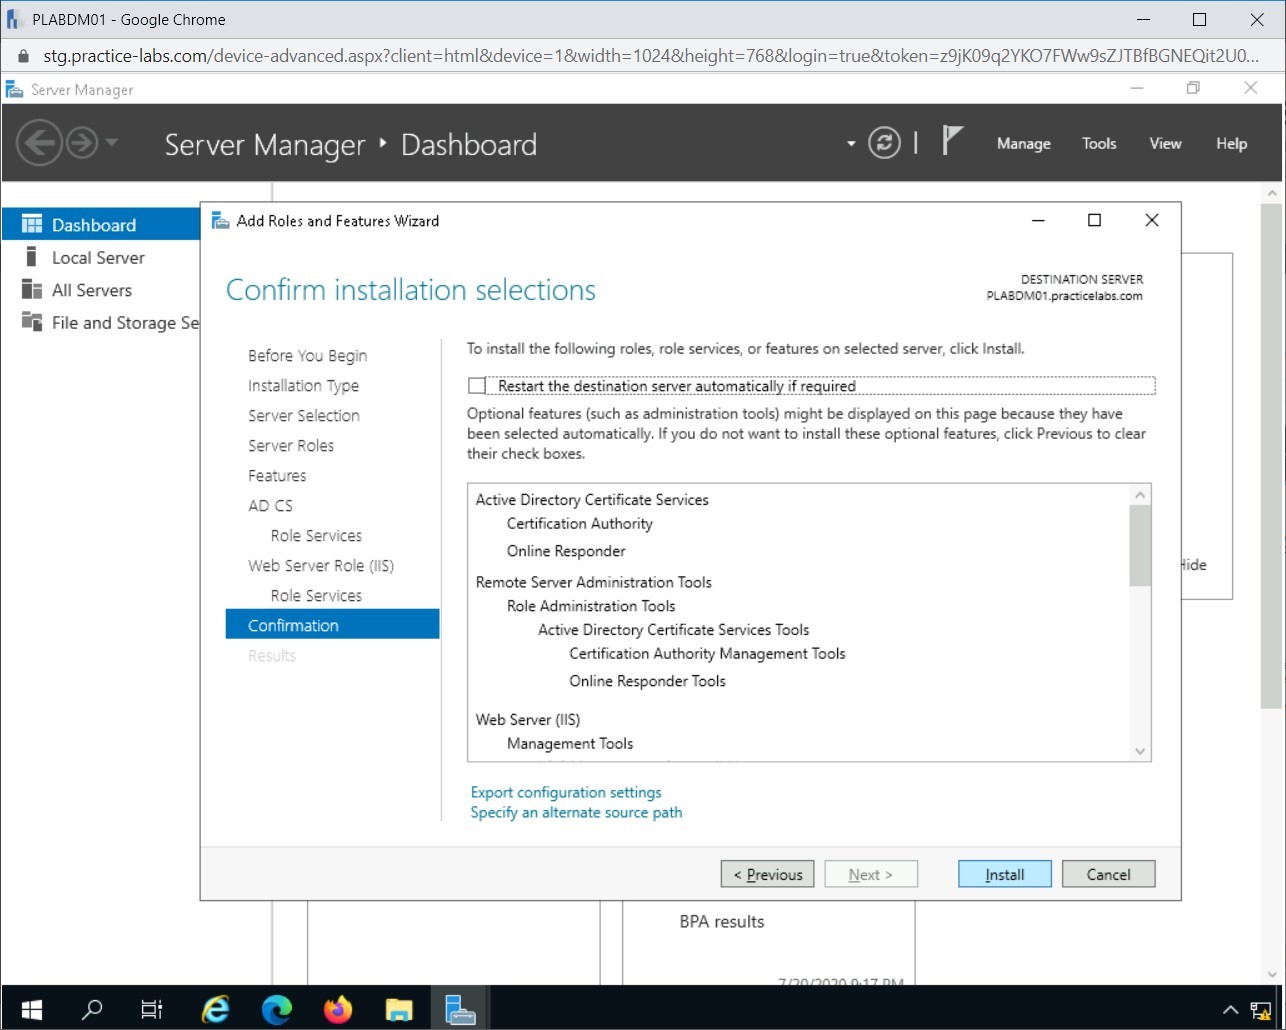 PLABDM01 - Google Chrome
stg.practice-labs.com/device-advanced.aspx?client=html&device=1&width=1024&height=768&login=true&token=z9jK09q2YKO7FWw9sZJTBfBGNEQit2U0...
Server Manager
Server Manager ‣ Dashboard
Manage Tools View Help
Dashboard
Local Server
All Servers
File and Storage Se
Add Roles and Features Wizard
Confirm installation selections
DESTINATION SERVER
PLABDM01.practicelabs.com
Before You Begin
Installation Type
Server Selection
Server Roles
Features
AD CS
Role Services
Web Server Role (IIS)
Role Services
Confirmation
Results
To install the following roles, role services, or features on selected server, click Install.
Restart the destination server automatically if required
Optional features (such as administration tools) might be displayed on this page because they have
been selected automatically. If you do not want to install these optional features, click Previous to clear
their check boxes.
Active Directory Certificate Services
Certification Authority
Online Responder
Remote Server Administration Tools
Role Administration Tools
Active Directory Certificate Services Tools
Certification Authority Management Tools
Online Responder Tools
Web Server (IIS)
Management Tools
Export configuration settings
Specify an alternate source path
< Previous Next > Install Cancel
Hide
BPA results
7/20/2020 9:17 PM